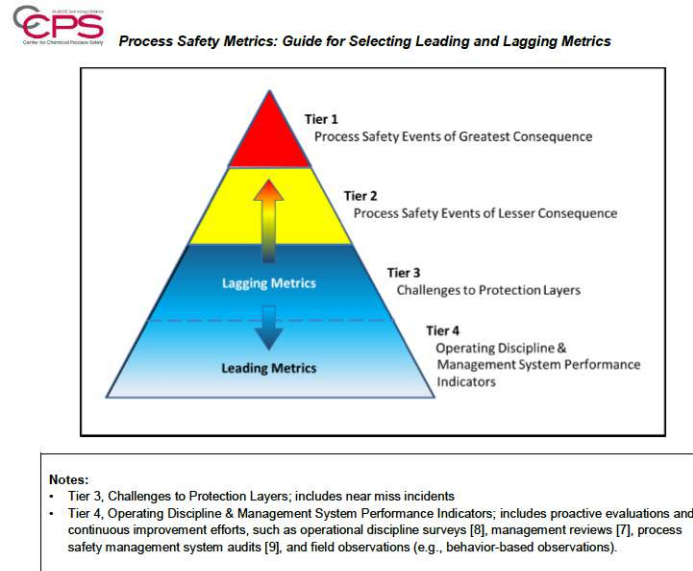 CCPS
Center for Chemical Process Safety
Process Safety Metrics: Guide for Selecting Leading and Lagging Metrics
Tier 1
Process Safety Events of Greatest Consequence
Tier 2
Process Safety Events of Lesser Consequence
Lagging Metrics
Tier 3
Challenges to Protection Layers
Tier 4
Operating Discipline &
Management System Performance
Indicators
Leading Metrics
Notes:
• Tier 3, Challenges to Protection Layers; includes near miss incidents
• Tier 4, Operating Discipline & Management System Performance Indicators; includes proactive evaluations and
continuous improvement efforts, such as operational discipline surveys [8], management reviews [7], process
safety management system audits [9], and field observations (e.g., behavior-based observations).